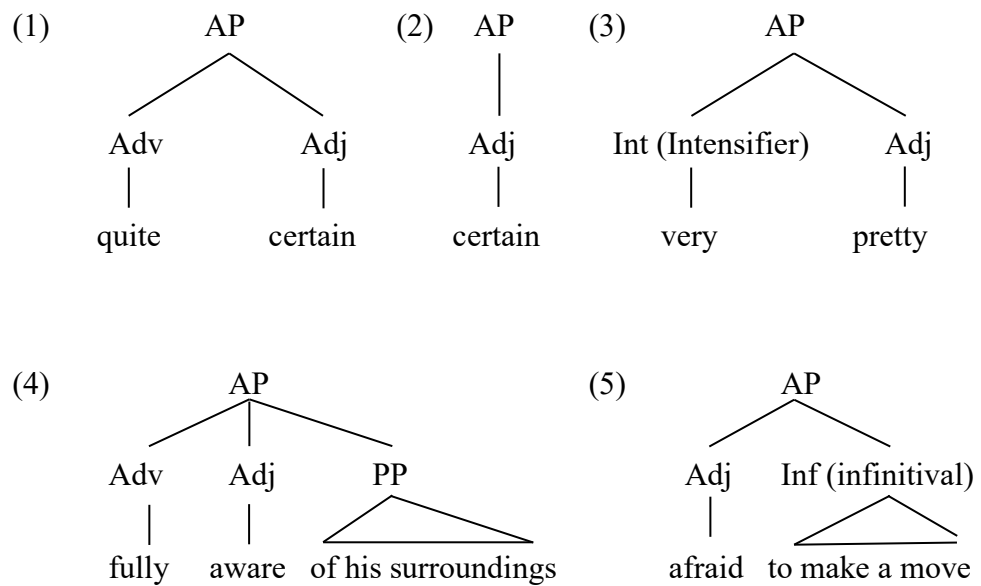 (1) AP (2) AP (3) AP
Adv Adj Adj Int (Intensifier) Adj
quite certain certain very pretty
(4) AP (5) AP
Adv Adj PP Adj Inf (infinitival)
fully aware of his surroundings afraid to make a move